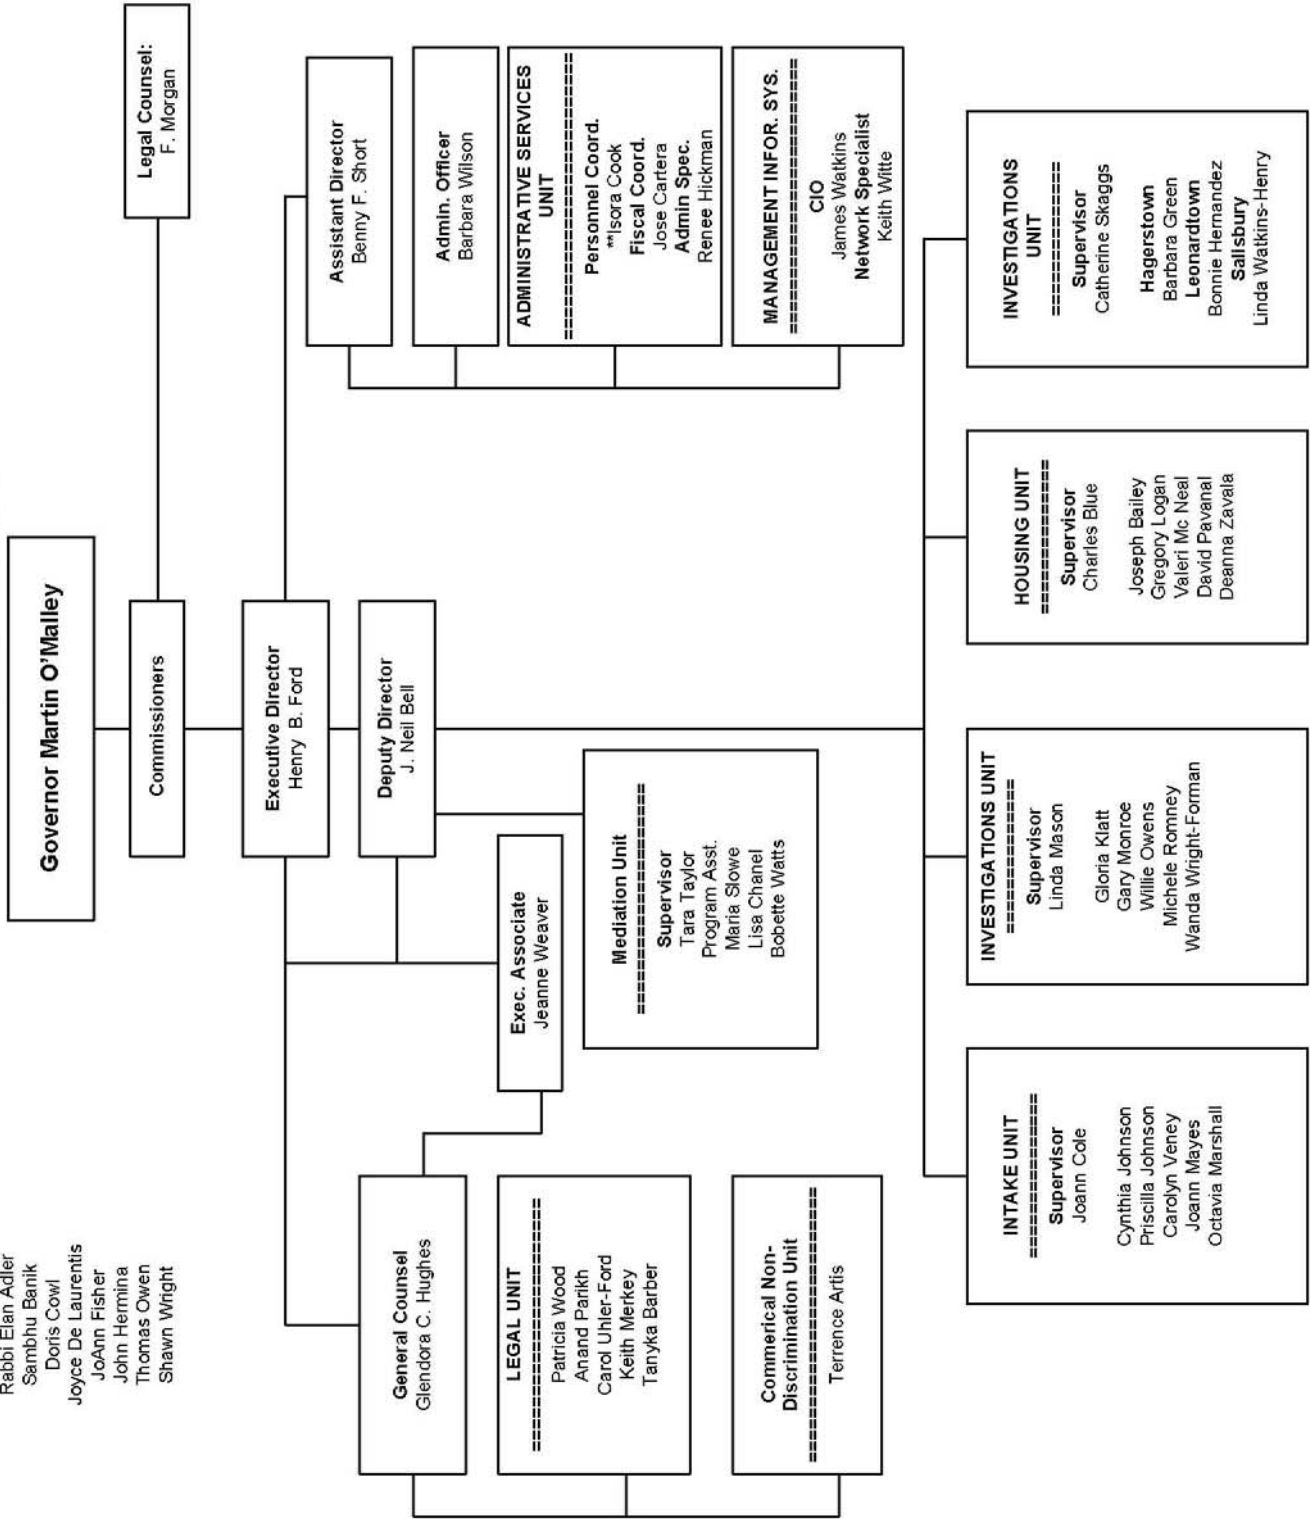 Rabbi Elan Adler
Sambhu Banik
Doris Cowl
Joyce De Laurentis
JoAnn Fisher
John Hermina
Thomas Owen
Shawn Wright
Governor Martin O'Malley
Commissioners
Legal Counsel:
F. Morgan
Executive Director
Henry B. Ford
Deputy Director
J. Neil Bell
Assistant Director
Benny F. Short
Admin. Officer
Barbara Wilson
ADMINISTRATIVE SERVICES
UNIT
==========================
Personnel Coord.
**Isora Cook
Fiscal Coord.
Jose Cartera
Admin Spec.
Renee Hickman
MANAGEMENT INFOR. SYS.
=========================
CIO
James Watkins
Network Specialist
Keith Witte
General Counsel
Glendora C. Hughes
Exec. Associate
Jeanne Weaver
LEGAL UNIT
=======================
Patricia Wood
Anand Parikh
Carol Uhler-Ford
Keith Merkey
Tanyka Barber
Mediation Unit
=====================
Supervisor
Tara Taylor
Program Asst.
Maria Slowe
Lisa Chanel
Bobette Watts
Commerical Non-
Discrimination Unit
=========================
Terrence Artis
INTAKE UNIT
===============
Supervisor
Joann Cole
Cynthia Johnson
Priscilla Johnson
Carolyn Veney
Joann Mayes
Octavia Marshall
INVESTIGATIONS UNIT
==============
Supervisor
Linda Mason
Gloria Klatt
Gary Monroe
Willie Owens
Michele Romney
Wanda Wright-Forman
HOUSING UNIT
==============
Supervisor
Charles Blue
Joseph Bailey
Gregory Logan
Valeri Mc Neal
David Pavanal
Deanna Zavala
INVESTIGATIONS
UNIT
==============
Supervisor
Catherine Skaggs
Hagerstown
Barbara Green
Leonardtown
Bonnie Hernandez
Salisbury
Linda Watkins-Henry